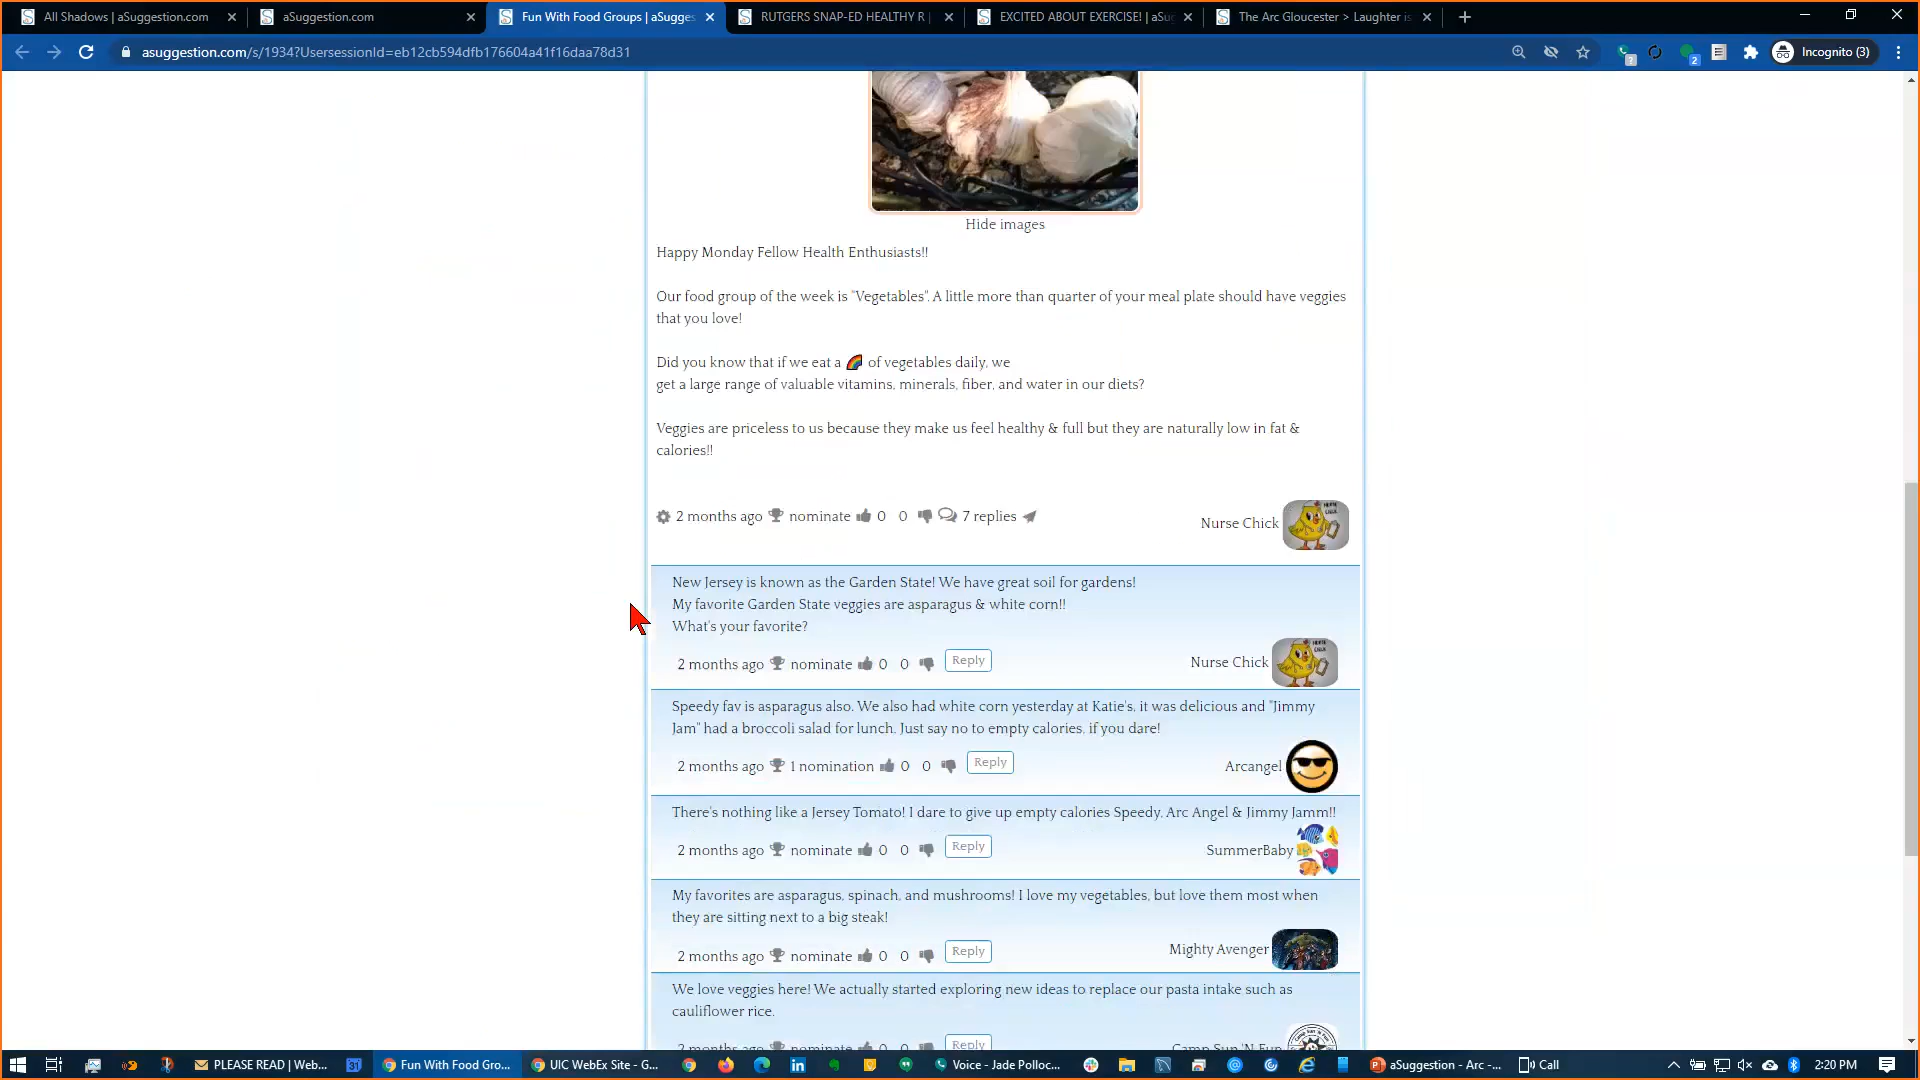 All Shadows | aSuggestion.com
aSuggestion.com
Fun With Food Groups | aSugges
RUTGERS SNAP-ED HEALTHY R |
EXCITED ABOUT EXERCISE! | aSu
The Arc Gloucester > Laughter is
asuggestion.com/s/1934?UsersessionId=eb12cb594dfb176604a41f16daa78d31
Incognito (3)
Hide images
Happy Monday Fellow Health Enthusiasts!!
Our food group of the week is "Vegetables". A little more than quarter of your meal plate should have veggies
that you love!
Did you know that if we eat a 🌈 of vegetables daily, we
get a large range of valuable vitamins, minerals, fiber, and water in our diets?
Veggies are priceless to us because they make us feel healthy & full but they are naturally low in fat &
calories!!
2 months ago nominate 0 0 7 replies
Nurse Chick
New Jersey is known as the Garden State! We have great soil for gardens!
My favorite Garden State veggies are asparagus & white corn!!
What's your favorite?
2 months ago nominate 0 0 Reply
Nurse Chick
Speedy fav is asparagus also. We also had white corn yesterday at Katie's, it was delicious and "Jimmy
Jam" had a broccoli salad for lunch. Just say no to empty calories, if you dare!
2 months ago 1 nomination 0 0 Reply
Arcangel
There's nothing like a Jersey Tomato! I dare to give up empty calories Speedy, Arc Angel & Jimmy Jamm!!
2 months ago nominate 0 0 Reply
SummerBaby
My favorites are asparagus, spinach, and mushrooms! I love my vegetables, but love them most when
they are sitting next to a big steak!
2 months ago nominate 0 0 Reply
Mighty Avenger
We love veggies here! We actually started exploring new ideas to replace our pasta intake such as
cauliflower rice.
2 months ago nominate 0 0 Reply
Camp Sun 'N Fun
PLEASE READ | Web...
31
Fun With Food Gro...
UIC WebEx Site - G...
Voice - Jade Polloc...
aSuggestion - Arc -...
Call
2:20 PM